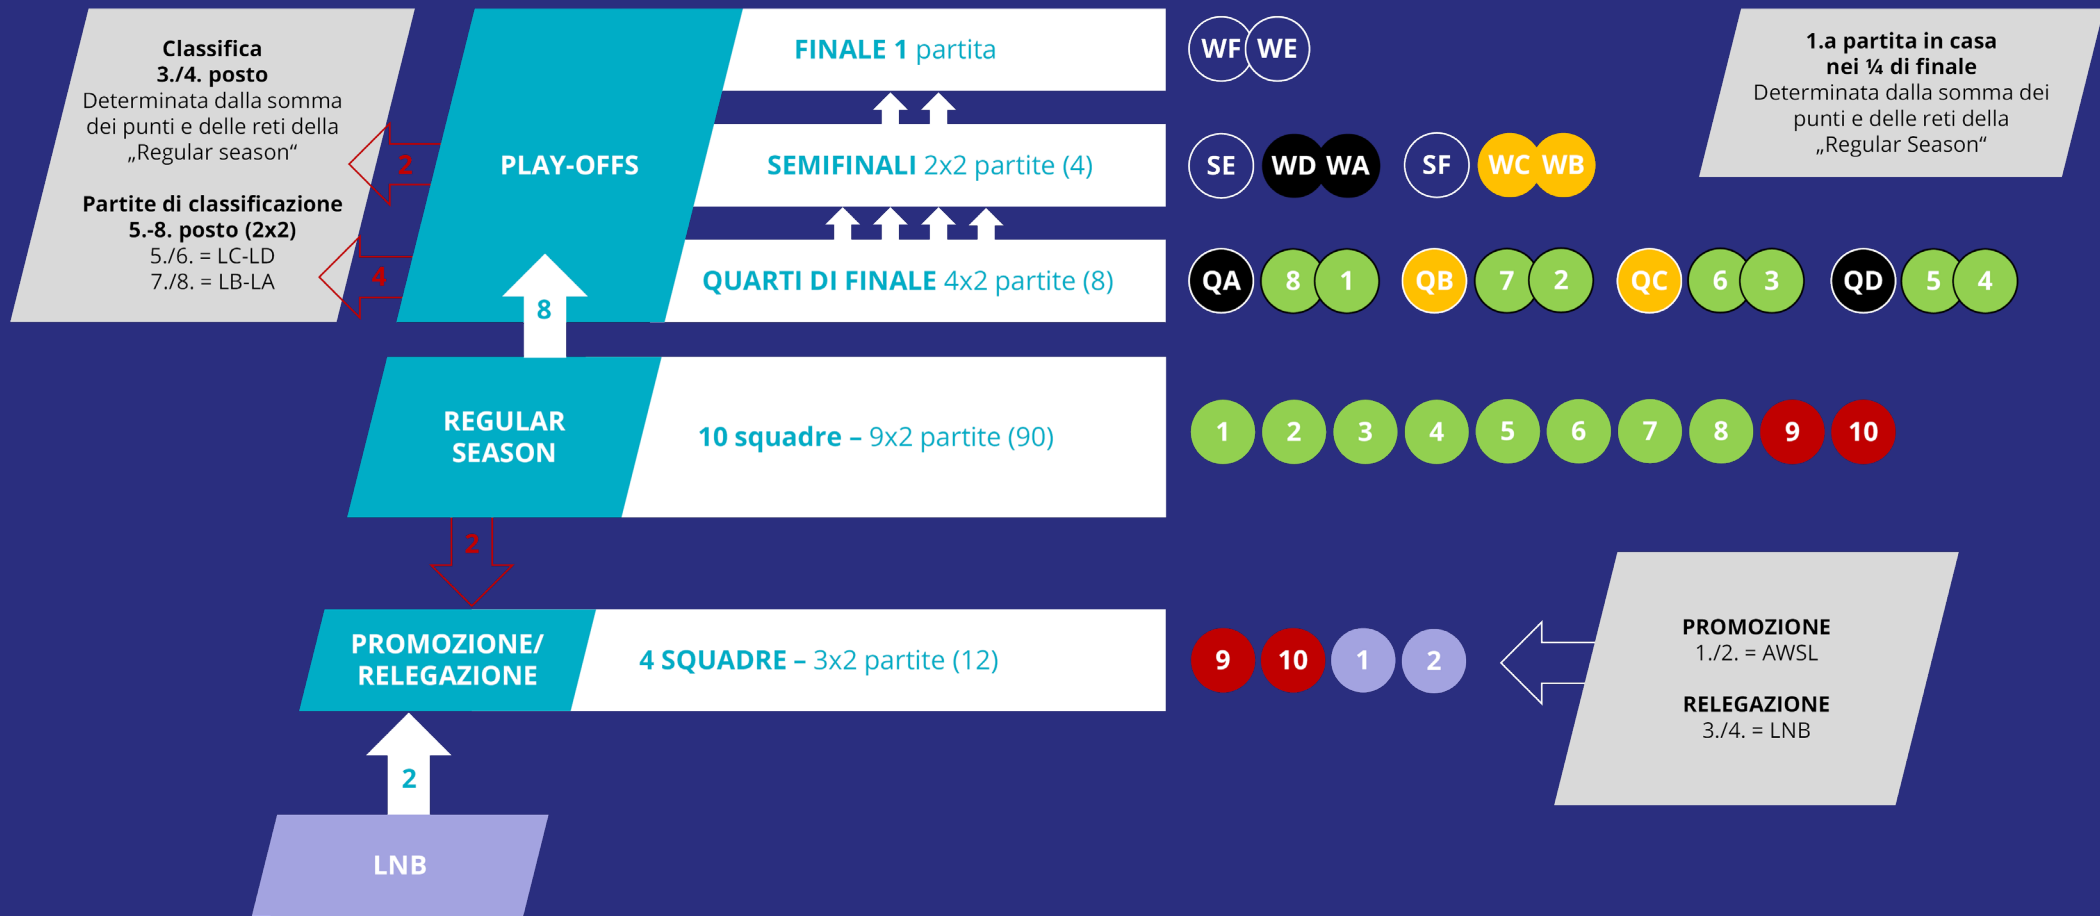 Classifica
3./4. posto
Determinata dalla somma
dei punti e delle reti della
„Regular season“
Partite di classificazione
5.-8. posto (2x2)
5./6. = LC-LD
7./8. = LB-LA
2
4
PLAY-OFFS
8
FINALE 1 partita
WF WE
SEMIFINALI 2x2 partite (4)
SE WD WA SF WC WB
QUARTI DI FINALE 4x2 partite (8)
QA 8 1 QB 7 2 QC 6 3 QD 5 4
1.a partita in casa
nei ¼ di finale
Determinata dalla somma dei
punti e delle reti della
„Regular Season“
REGULAR
SEASON
10 squadre – 9x2 partite (90)
1 2 3 4 5 6 7 8 9 10
2
PROMOZIONE/
RELEGAZIONE
4 SQUADRE – 3x2 partite (12)
9 10 1 2
PROMOZIONE
1./2. = AWSL
RELEGAZIONE
3./4. = LNB
2
LNB